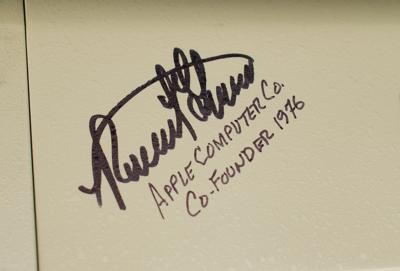 APPLE COMPUTER CO.
CO-FOUNDER 1976